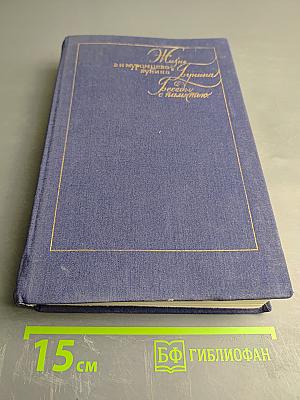 Жизнь
В.Н.Муромцева-
Бунина
Бунина
Беседы
с памятью
15 см
БФ ГИБЛИОФАН